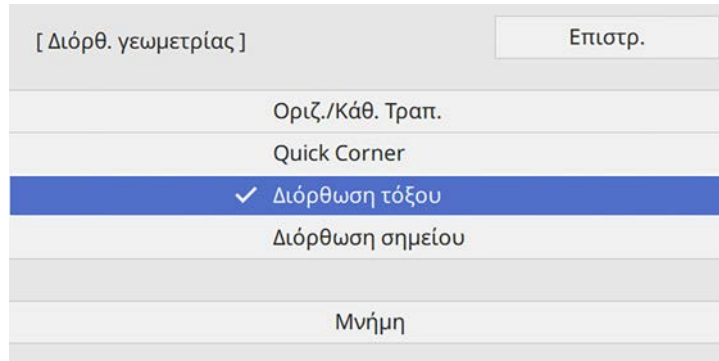 [ Διόρθ. γεωμετρίας ]
Επιστρ.
Οριζ./Κάθ. Τραπ.
Quick Corner
Διόρθωση τόξου
Διόρθωση σημείου
Μνήμη